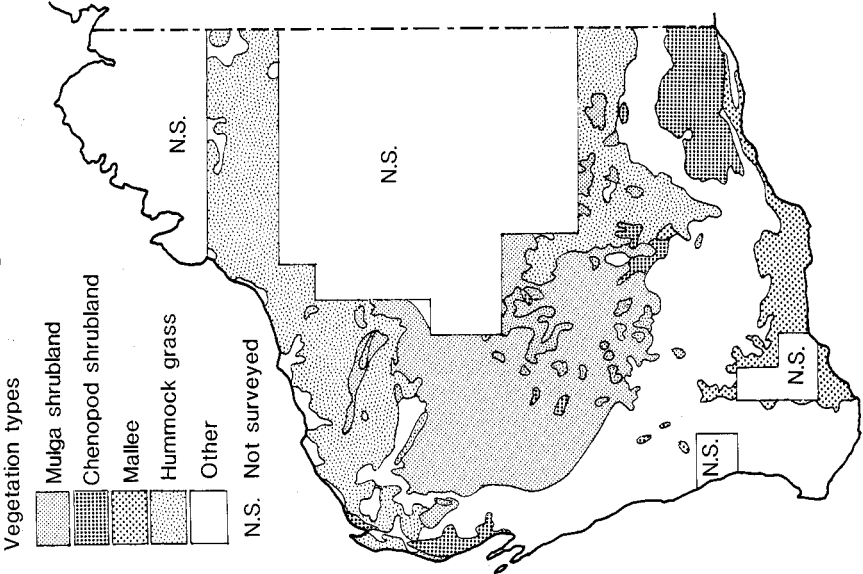 Vegetation types
Mulga shrubland
Chenopod shrubland
Mallee
Hummock grass
Other
N.S. Not surveyed
N.S.
N.S.
N.S.
N.S.